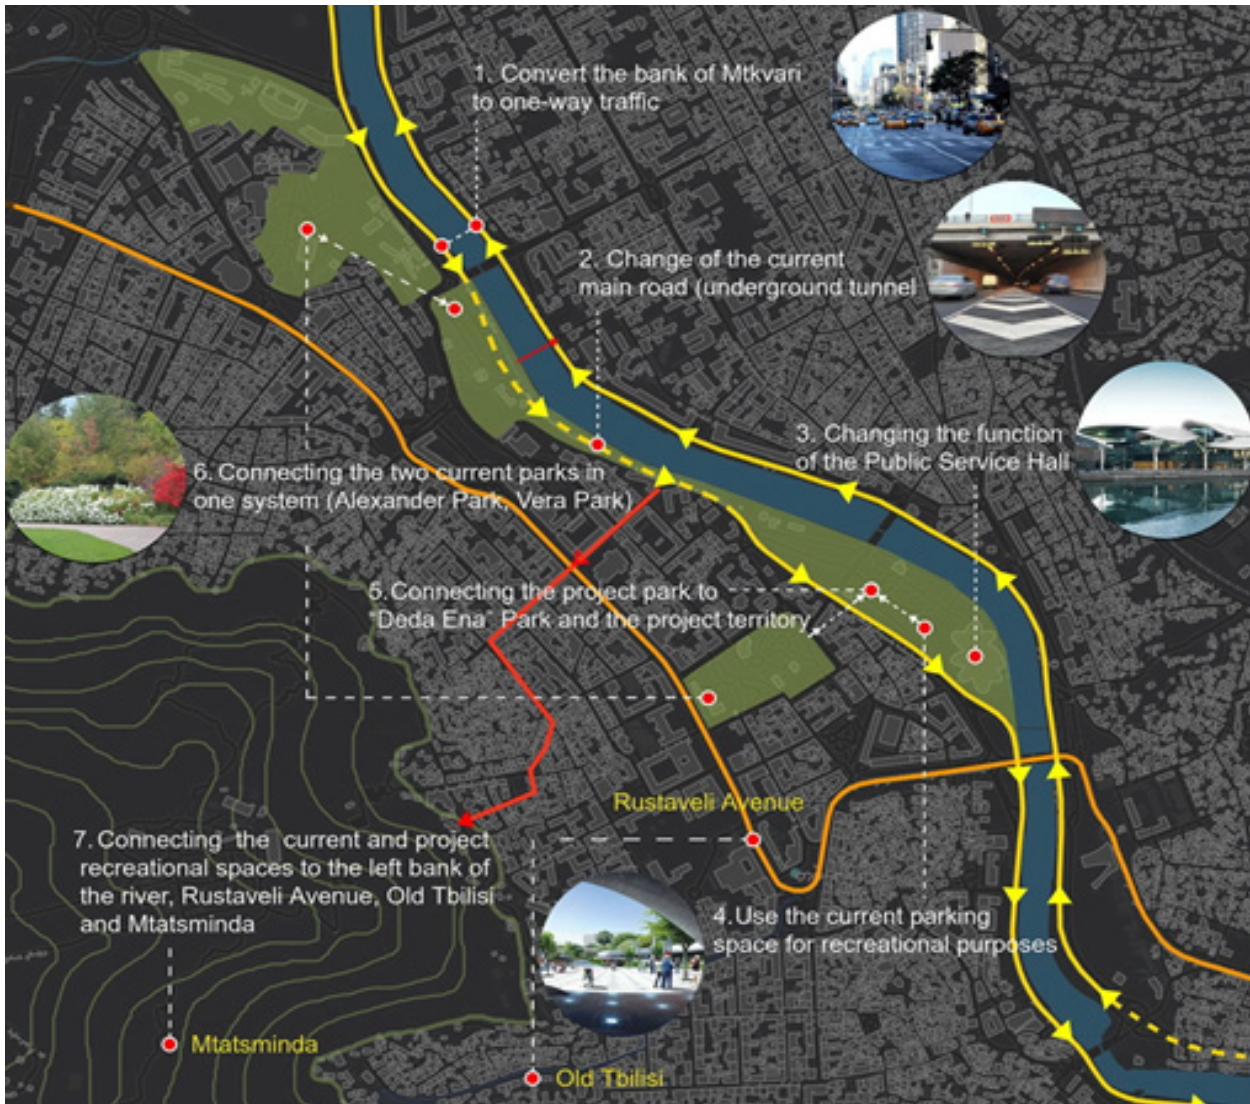 1. Convert the bank of Mtkvari
to one-way traffic
2. Change of the current
main road (underground tunnel
3. Changing the function
of the Public Service Hall
6. Connecting the two current parks in
one system (Alexander Park, Vera Park)
5. Connecting the project park to
"Deda Ena" Park and the project territory
Rustaveli Avenue
7. Connecting the current and project
recreational spaces to the left bank of
the river, Rustaveli Avenue, Old Tbilisi
and Mtatsminda
4. Use the current parking
space for recreational purposes
Mtatsminda
Old Tbilisi